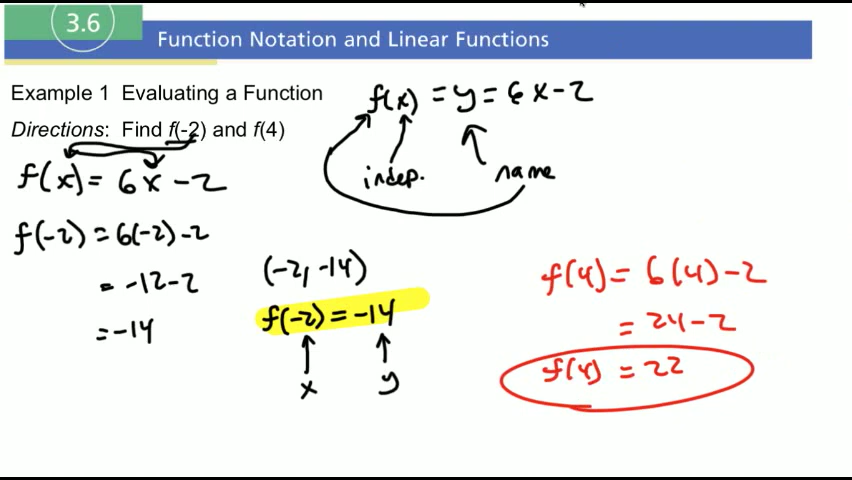 3.6
Function Notation and Linear Functions
Example 1 Evaluating a Function
Directions: Find f(-2) and f(4)
f(x) = y = 6x-2
indep.
name
f(x) = 6x - 2
f(-2) = 6(-2) - 2
= -12 - 2
= -14
(-2, -14)
f(-2) = -14
x
y
f(4) = 6(4) - 2
= 24 - 2
f(4) = 22